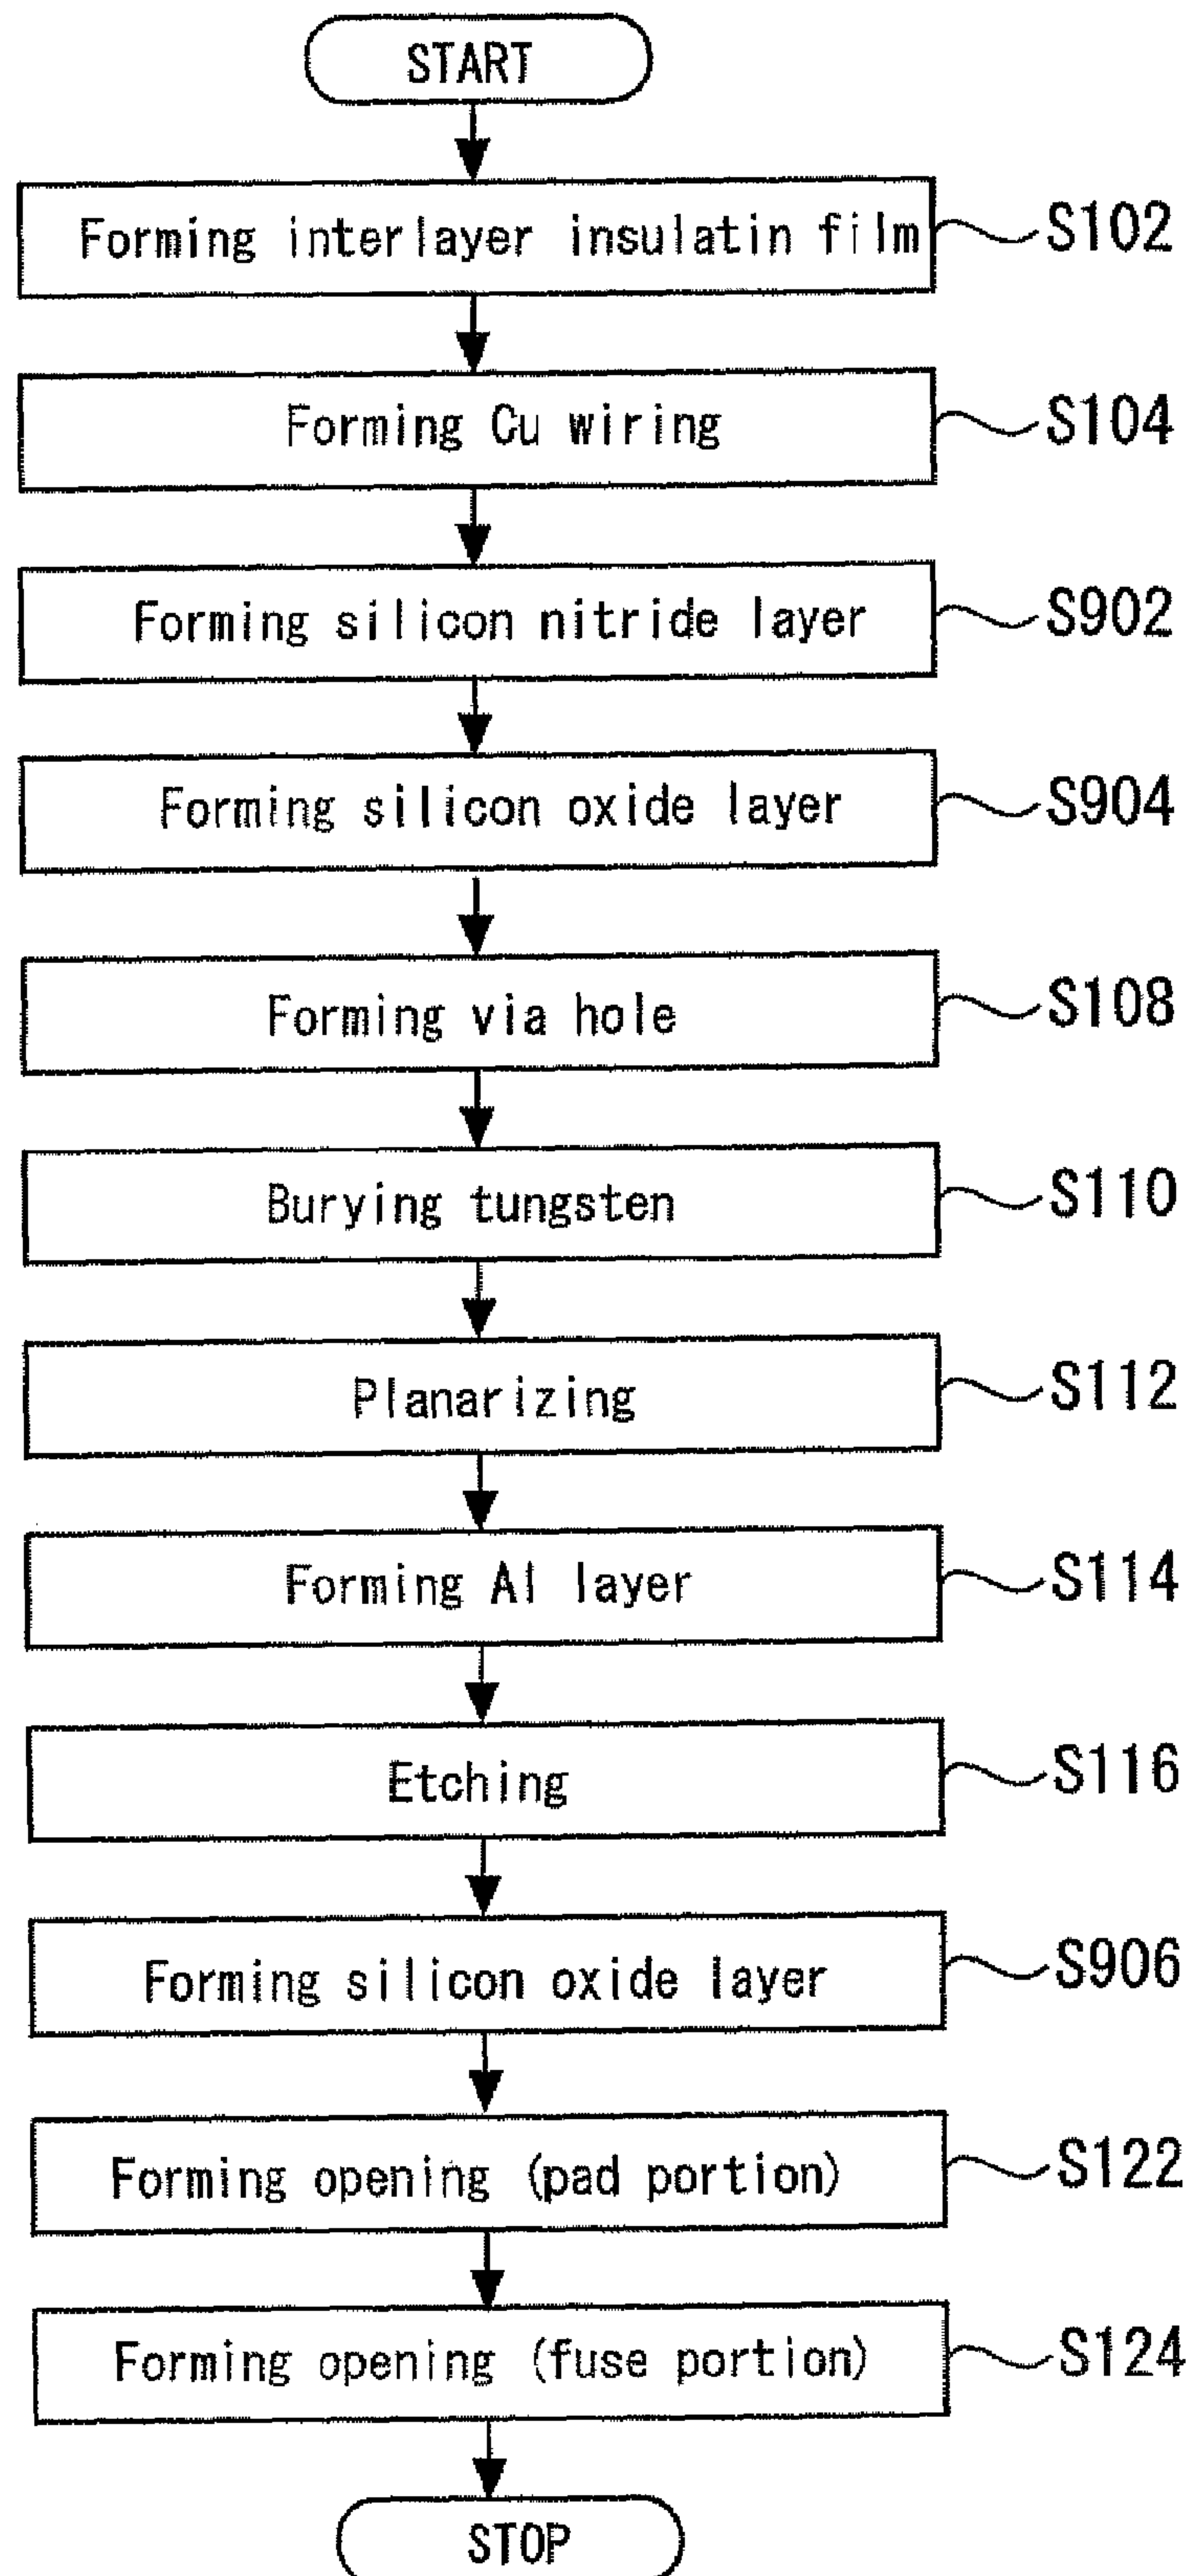 START
Forming interlayer insulatin film S102
Forming Cu wiring S104
Forming silicon nitride layer S902
Forming silicon oxide layer S904
Forming via hole S108
Burying tungsten S110
Planarizing S112
Forming Al layer S114
Etching S116
Forming silicon oxide layer S906
Forming opening (pad portion) S122
Forming opening (fuse portion) S124
STOP